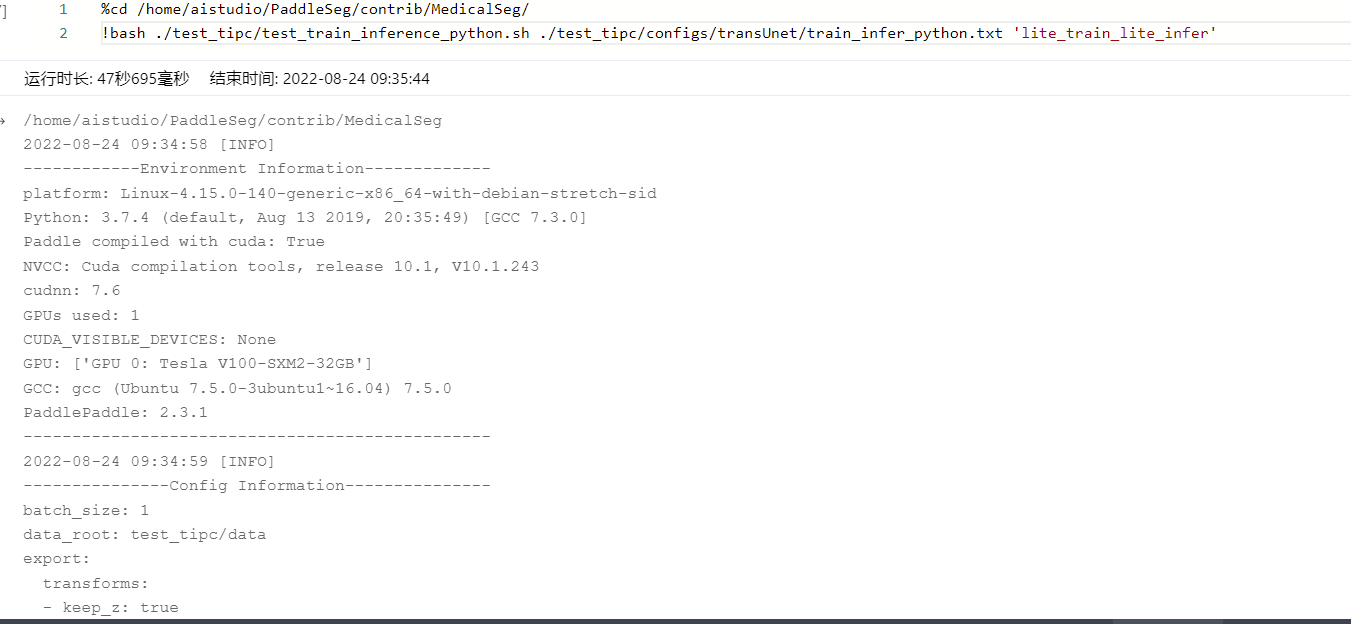 1 %cd /home/aistudio/PaddleSeg/contrib/MedicalSeg/
2 !bash ./test_tipc/test_train_inference_python.sh ./test_tipc/configs/transUnet/train_infer_python.txt 'lite_train_lite_infer'
运行时长: 47秒695毫秒 结束时间: 2022-08-24 09:35:44
/home/aistudio/PaddleSeg/contrib/MedicalSeg
2022-08-24 09:34:58 [INFO]
------------Environment Information-------------
platform: Linux-4.15.0-140-generic-x86_64-with-debian-stretch-sid
Python: 3.7.4 (default, Aug 13 2019, 20:35:49) [GCC 7.3.0]
Paddle compiled with cuda: True
NVCC: Cuda compilation tools, release 10.1, V10.1.243
cudnn: 7.6
GPUs used: 1
CUDA_VISIBLE_DEVICES: None
GPU: ['GPU 0: Tesla V100-SXM2-32GB']
GCC: gcc (Ubuntu 7.5.0-3ubuntu1~16.04) 7.5.0
PaddlePaddle: 2.3.1
------------------------------------------------
2022-08-24 09:34:59 [INFO]
---------------Config Information---------------
batch_size: 1
data_root: test_tipc/data
export:
  transforms:
  - keep_z: true